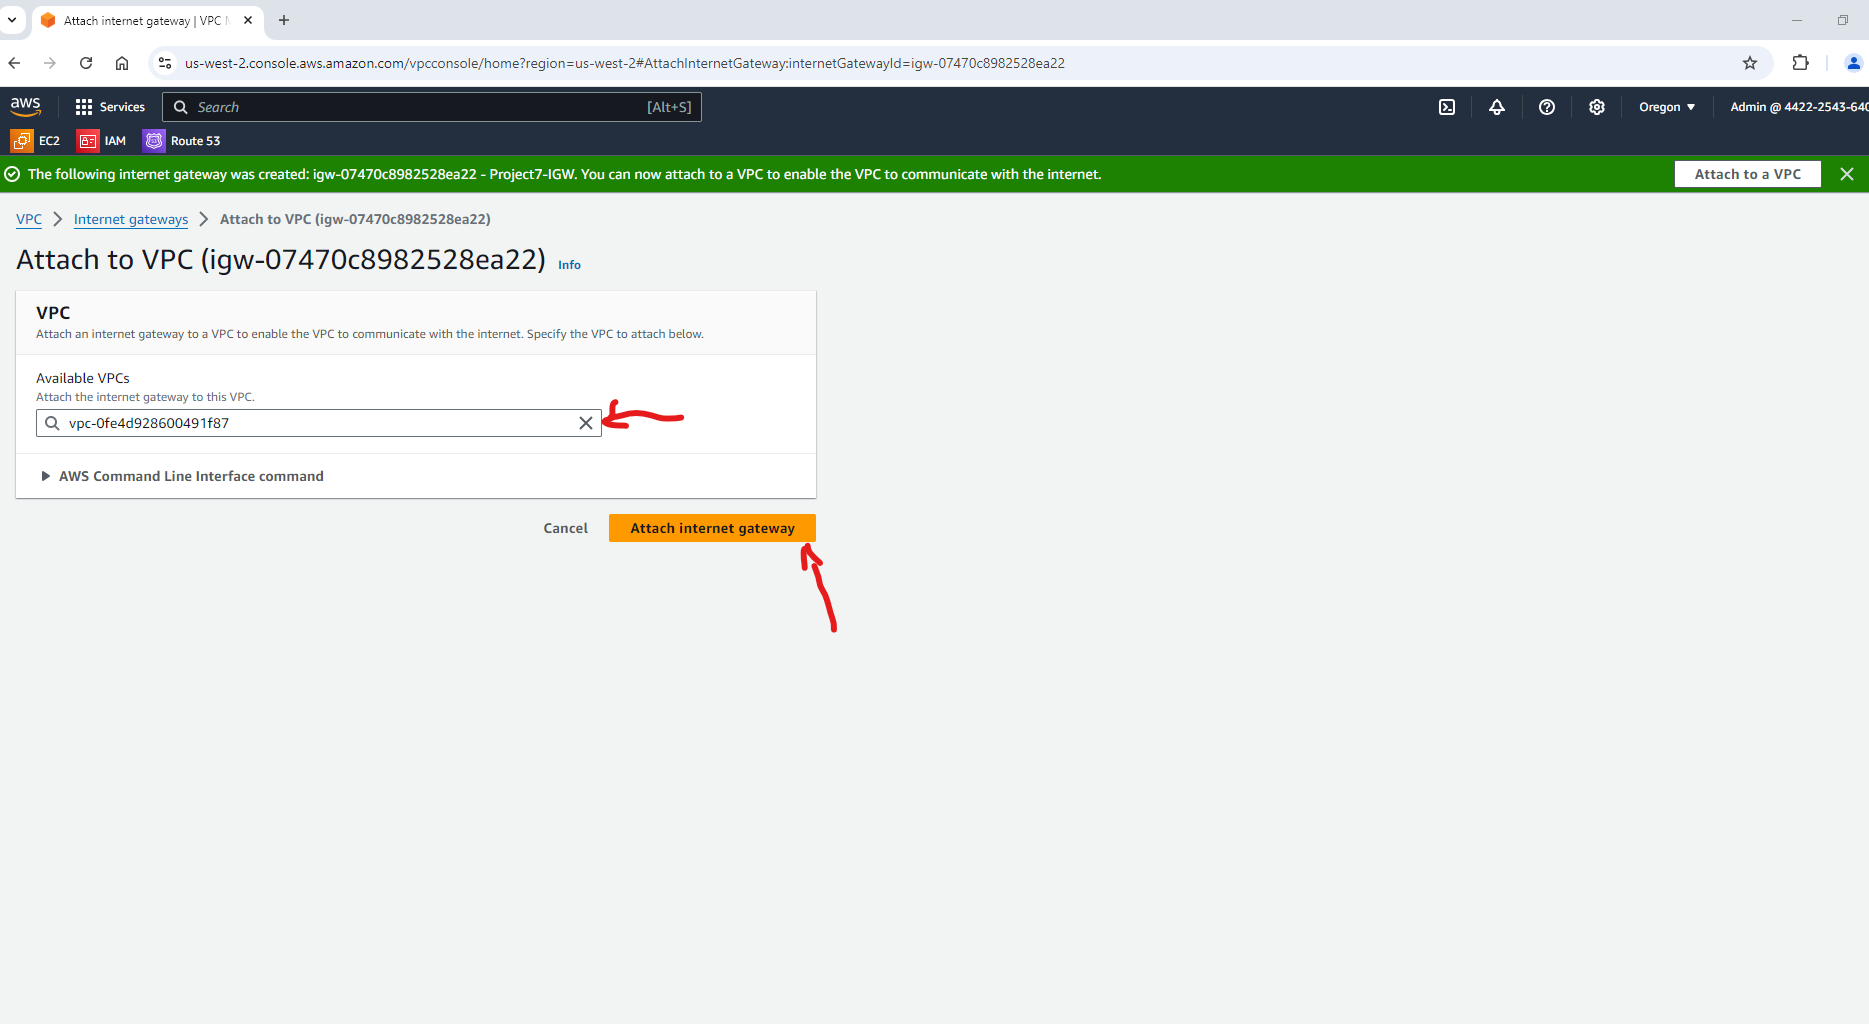 Attach internet gateway | VPC
us-west-2.console.aws.amazon.com/vpcconsole/home?region=us-west-2#AttachInternetGateway:internetGatewayId=igw-07470c8982528ea22
aws
Services
Search
[Alt+S]
Oregon
Admin @ 4422-2543-640
EC2
IAM
Route 53
The following internet gateway was created: igw-07470c8982528ea22 - Project7-IGW. You can now attach to a VPC to enable the VPC to communicate with the internet.
Attach to a VPC
VPC
Internet gateways
Attach to VPC (igw-07470c8982528ea22)
Attach to VPC (igw-07470c8982528ea22)
Info
VPC
Attach an internet gateway to a VPC to enable the VPC to communicate with the internet. Specify the VPC to attach below.
Available VPCs
Attach the internet gateway to this VPC.
vpc-0fe4d928600491f87
AWS Command Line Interface command
Cancel
Attach internet gateway